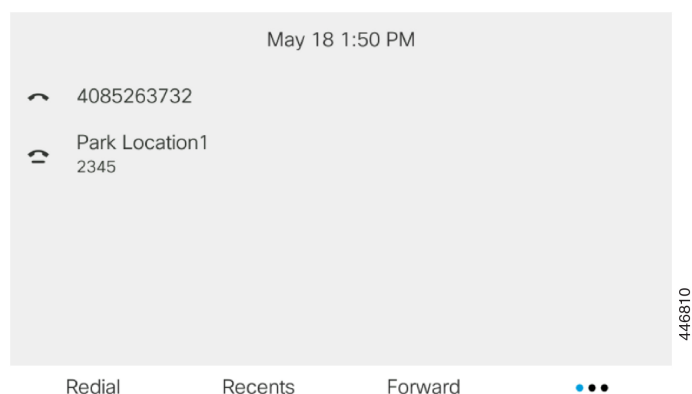 May 18 1:50 PM
4085263732
Park Location1
2345
446810
Redial Recents Forward